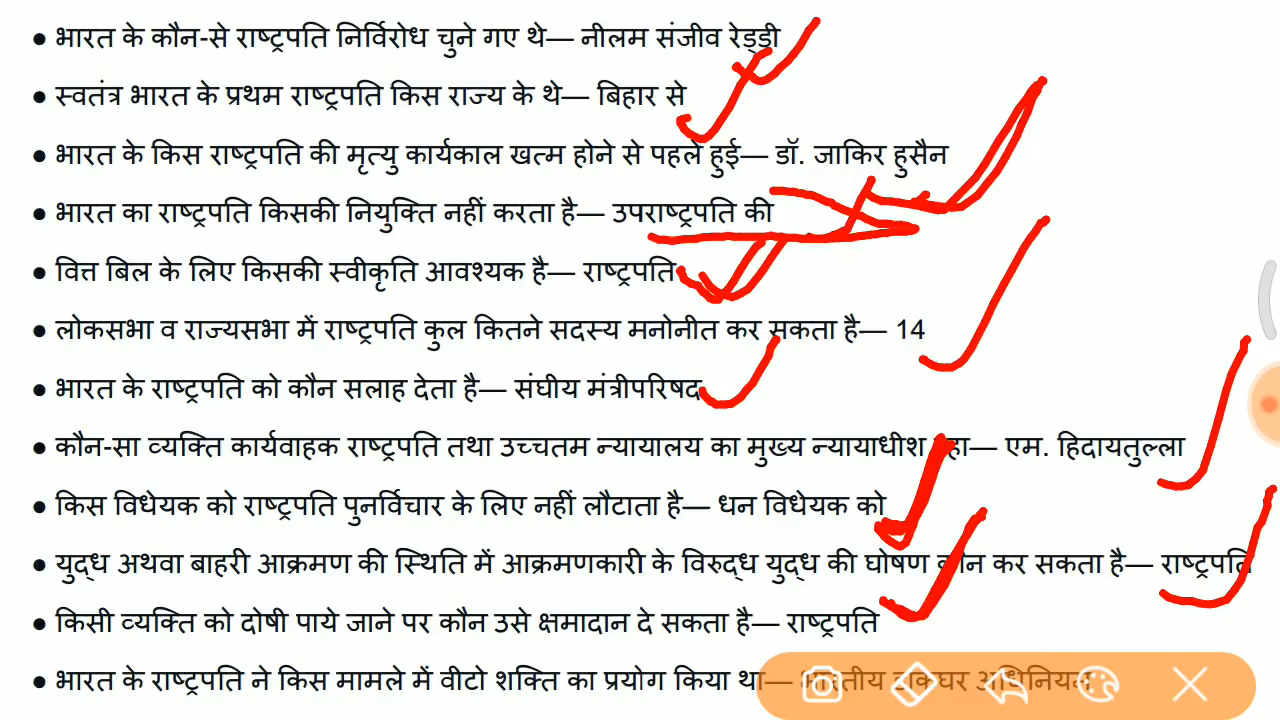 ● भारत के कौन-से राष्ट्रपति निर्विरोध चुने गए थे— नीलम संजीव रेड्डी
● स्वतंत्र भारत के प्रथम राष्ट्रपति किस राज्य के थे— बिहार से
● भारत के किस राष्ट्रपति की मृत्यु कार्यकाल खत्म होने से पहले हुई— डॉ. जाकिर हुसैन
● भारत का राष्ट्रपति किसकी नियुक्ति नहीं करता है— उपराष्ट्रपति की
● वित्त बिल के लिए किसकी स्वीकृति आवश्यक है— राष्ट्रपति
● लोकसभा व राज्यसभा में राष्ट्रपति कुल कितने सदस्य मनोनीत कर सकता है— 14
● भारत के राष्ट्रपति को कौन सलाह देता है— संघीय मंत्रीपरिषद
● कौन-सा व्यक्ति कार्यवाहक राष्ट्रपति तथा उच्चतम न्यायालय का मुख्य न्यायाधीश रहा— एम. हिदायतुल्ला
● किस विधेयक को राष्ट्रपति पुनर्विचार के लिए नहीं लौटाता है— धन विधेयक को
● युद्ध अथवा बाहरी आक्रमण की स्थिति में आक्रमणकारी के विरुद्ध युद्ध की घोषण कौन कर सकता है— राष्ट्रपति
● किसी व्यक्ति को दोषी पाये जाने पर कौन उसे क्षमादान दे सकता है— राष्ट्रपति
● भारत के राष्ट्रपति ने किस मामले में वीटो शक्ति का प्रयोग किया था— भारतीय डाकघर अधिनियम